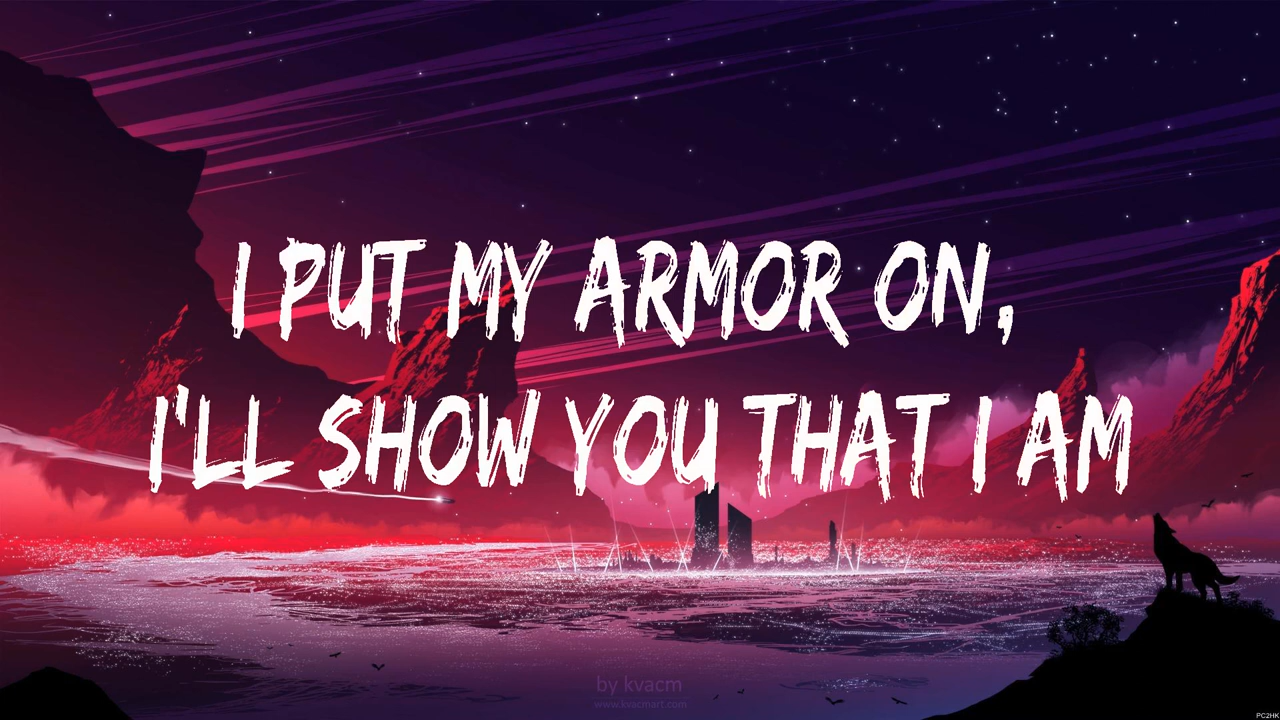 I PUT MY ARMOR ON,
I'LL SHOW YOU THAT I AM
by kvacm
www.kvacmart.com
PC2HK